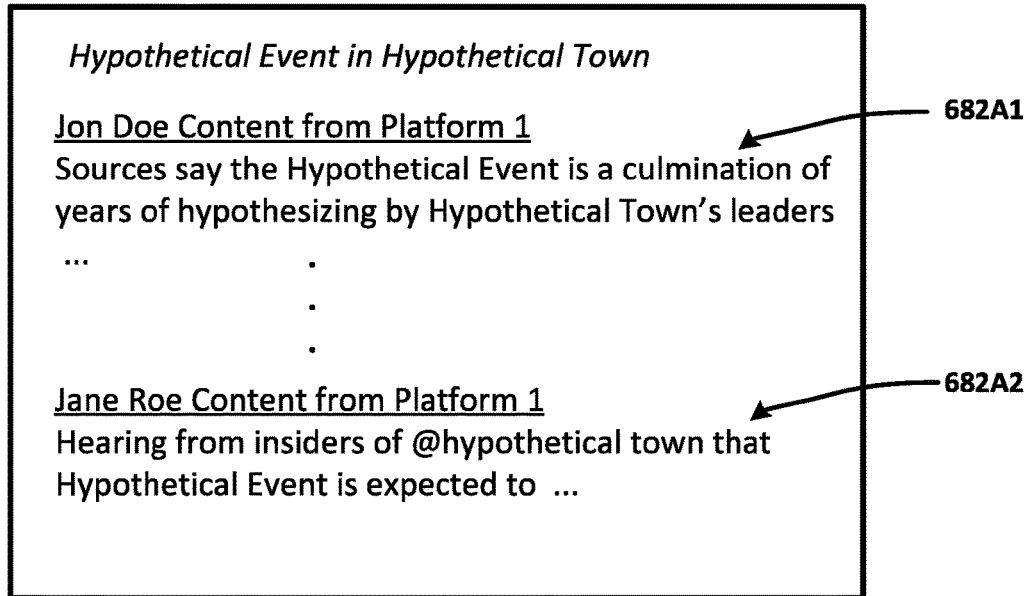 Hypothetical Event in Hypothetical Town
Jon Doe Content from Platform 1
682A1
Sources say the Hypothetical Event is a culmination of
years of hypothesizing by Hypothetical Town's leaders
...
.
.
.
Jane Roe Content from Platform 1
682A2
Hearing from insiders of @hypothetical town that
Hypothetical Event is expected to ...